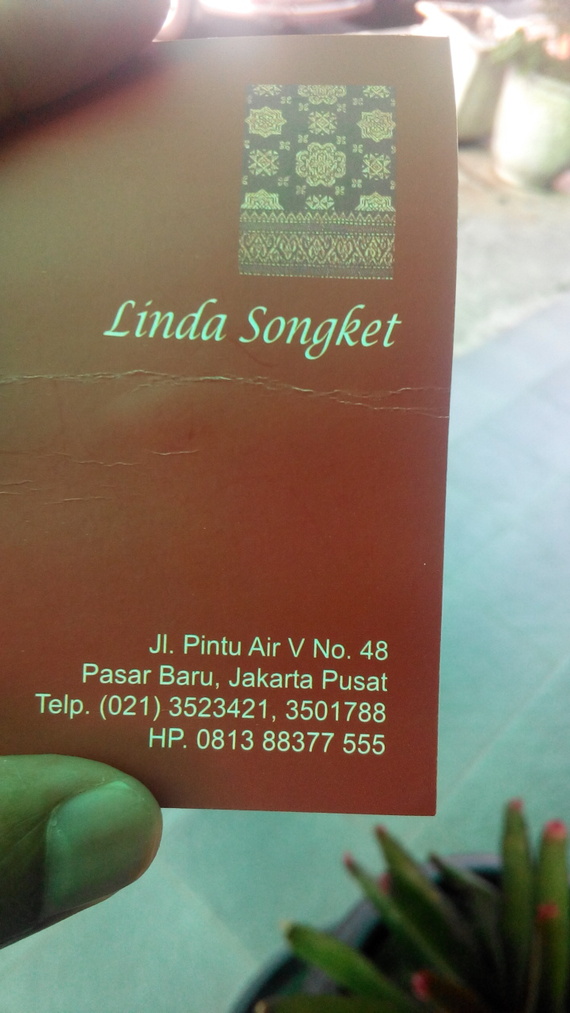 Linda Songket
Jl. Pintu Air V No. 48
Pasar Baru, Jakarta Pusat
Telp. (021) 3523421, 3501788
HP. 0813 88377 555